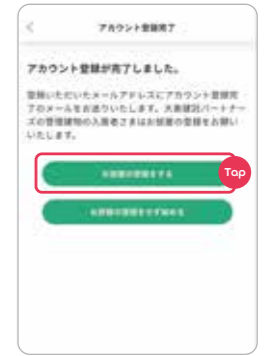 アカウント登録完了
アカウント登録が完了しました。
登録いただいたメールアドレスにアカウント登録完
了のメールをお送りいたします。大東建託パートナー
ズの管理建物の入居者さまはお部屋の登録をお願い
いたします。
お部屋の登録をする
Tap
お部屋の登録をせず始める